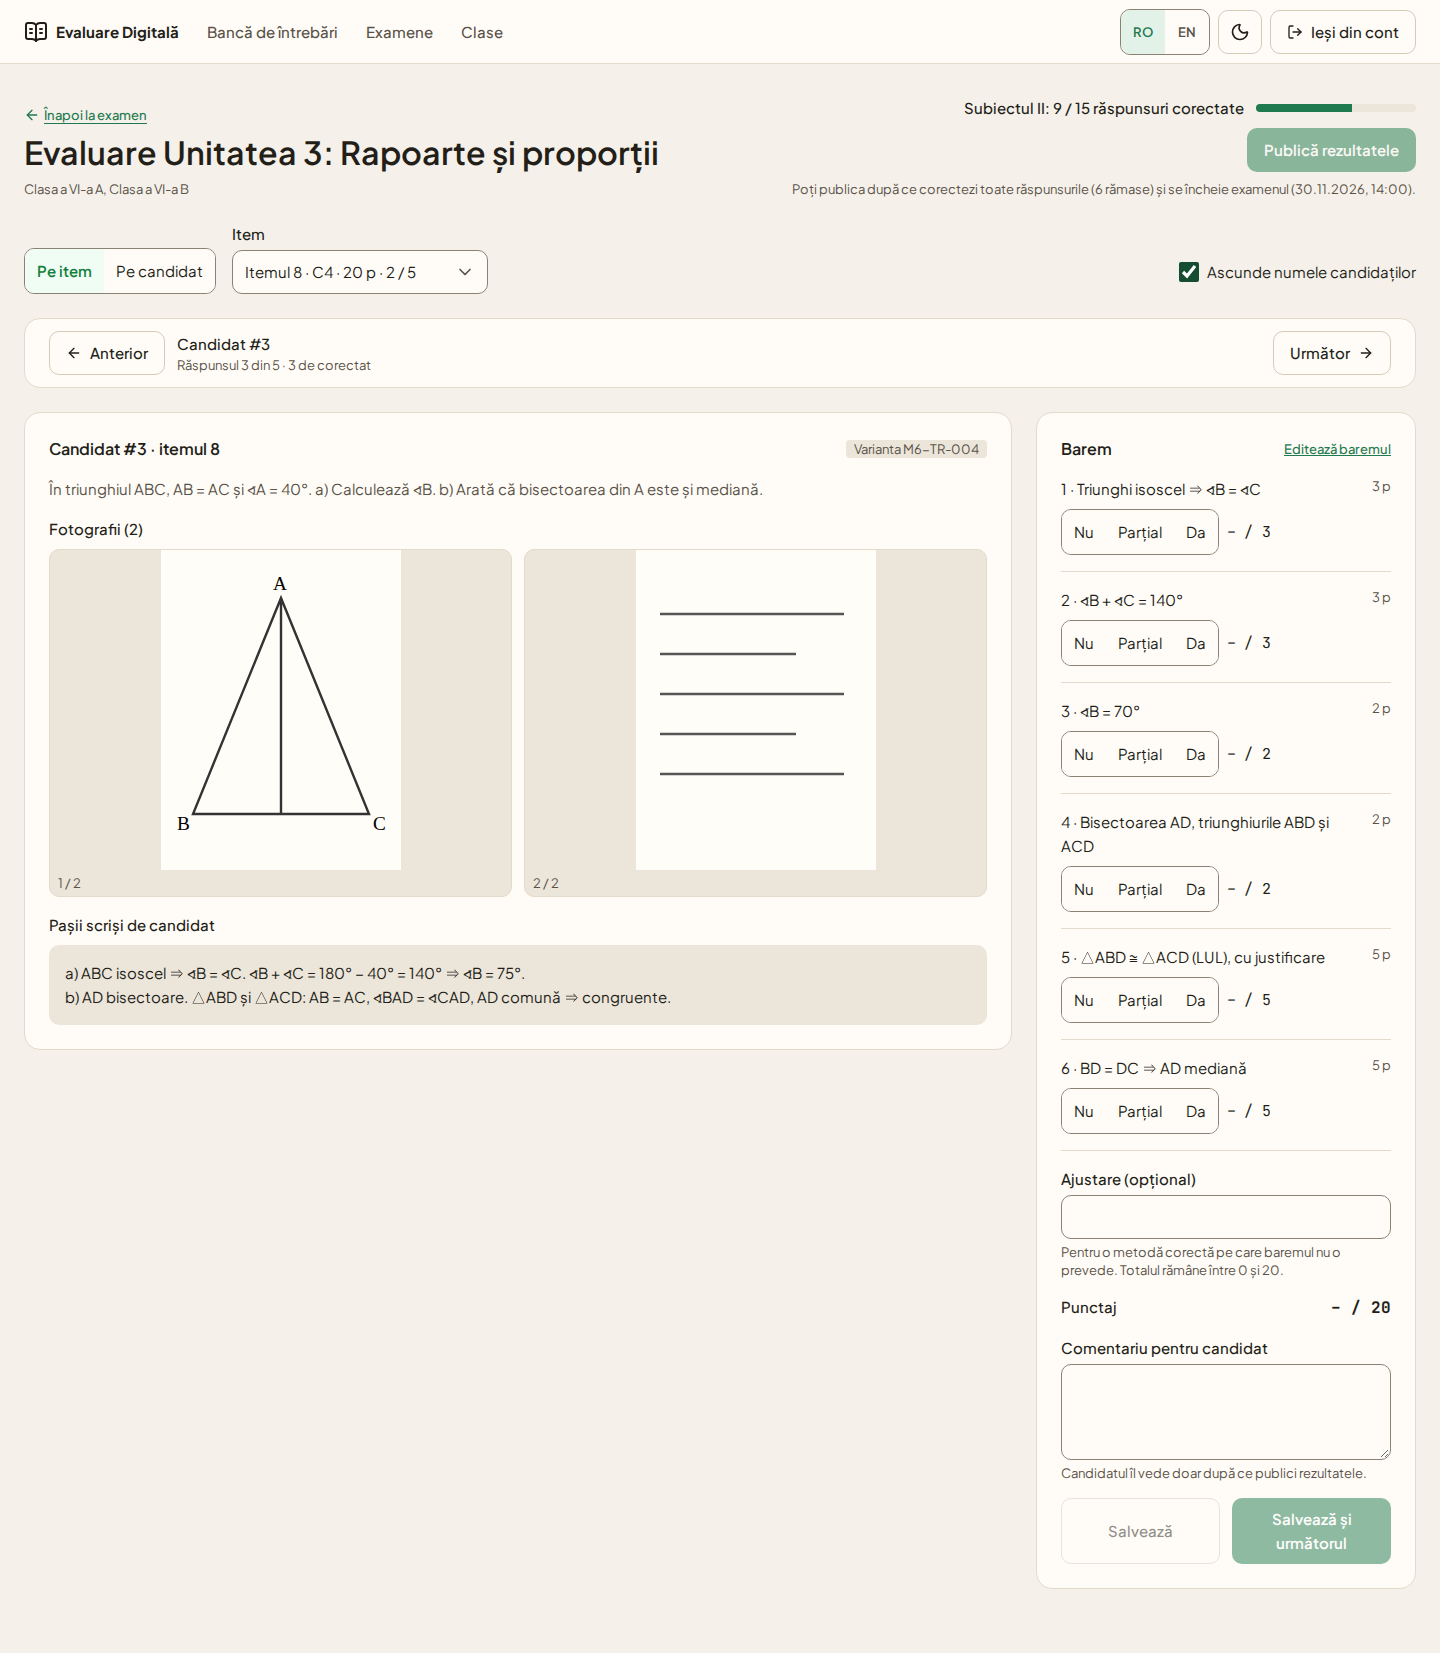 Evaluare Digitală
Bancă de întrebări
Examene
Clase
RO
EN
Ieși din cont
Înapoi la examen
Subiectul II: 9 / 15 răspunsuri corectate
Evaluare Unitatea 3: Rapoarte și proporții
Publică rezultatele
Clasa a VI-a A, Clasa a VI-a B
Poți publica după ce corectezi toate răspunsurile (6 rămase) și se încheie examenul (30.11.2026, 14:00).
Item
Pe item
Pe candidat
Itemul 8 · C4 · 20 p · 2 / 5
Ascunde numele candidaților
Anterior
Candidat #3
Răspunsul 3 din 5 · 3 de corectat
Următor
Candidat #3 · itemul 8
Varianta M6-TR-004
În triunghiul ABC, AB = AC și ∢A = 40°. a) Calculează ∢B. b) Arată că bisectoarea din A este și mediană.
Fotografii (2)
A
B
C
1 / 2
2 / 2
Pașii scriși de candidat
a) ABC isoscel ⇒ ∢B = ∢C. ∢B + ∢C = 180° − 40° = 140° ⇒ ∢B = 75°.
b) AD bisectoare. △ABD și △ACD: AB = AC, ∢BAD = ∢CAD, AD comună ⇒ congruente.
Barem
Editează baremul
1 · Triunghi isoscel ⇒ ∢B = ∢C
3 p
Nu
Parțial
Da
– / 3
2 · ∢B + ∢C = 140°
3 p
Nu
Parțial
Da
– / 3
3 · ∢B = 70°
2 p
Nu
Parțial
Da
– / 2
4 · Bisectoarea AD, triunghiurile ABD și
ACD
2 p
Nu
Parțial
Da
– / 2
5 · △ABD ≅ △ACD (LUL), cu justificare
5 p
Nu
Parțial
Da
– / 5
6 · BD = DC ⇒ AD mediană
5 p
Nu
Parțial
Da
– / 5
Ajustare (opțional)
Pentru o metodă corectă pe care baremul nu o
prevede. Totalul rămâne între 0 și 20.
Punctaj
– / 20
Comentariu pentru candidat
Candidatul îl vede doar după ce publici rezultatele.
Salvează
Salvează și
următorul